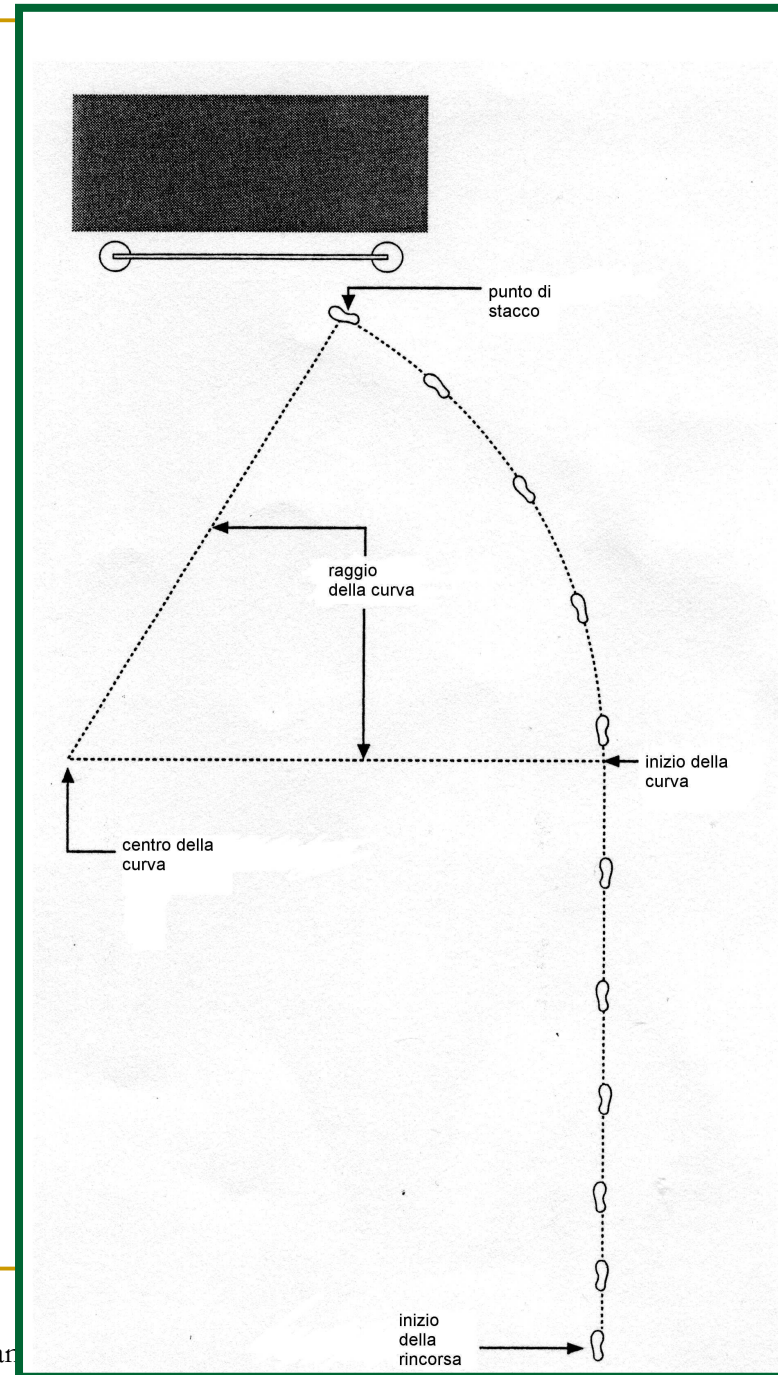 punto di
stacco
raggio
della curva
inizio della
curva
centro della
curva
inizio
della
rincorsa